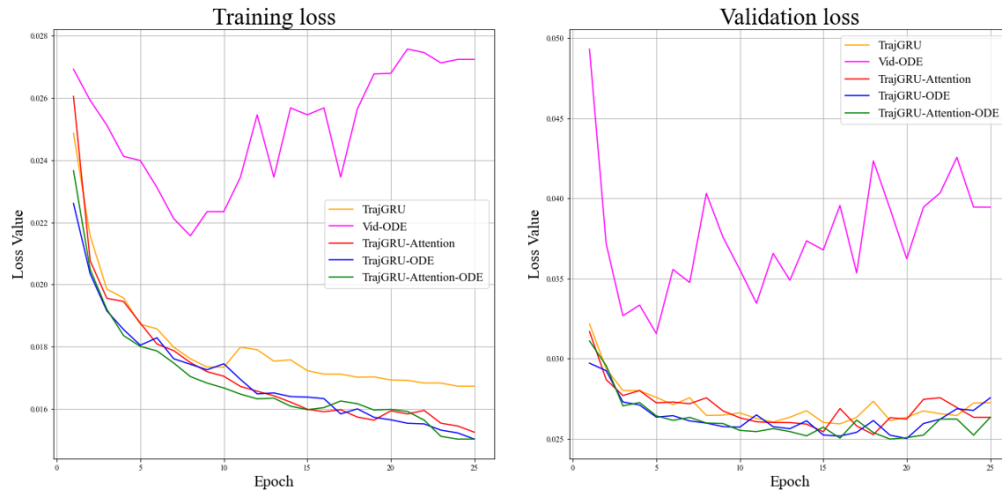 Training loss
0.028
0.026
0.024
0.022
0.020
0.018
0.016
Loss Value
0
5
10
15
20
25
Epoch
TrajGRU
Vid-ODE
TrajGRU-Attention
TrajGRU-ODE
TrajGRU-Attention-ODE
Validation loss
0.050
0.045
0.040
0.035
0.030
0.025
Loss Value
0
5
10
15
20
25
Epoch
TrajGRU
Vid-ODE
TrajGRU-Attention
TrajGRU-ODE
TrajGRU-Attention-ODE